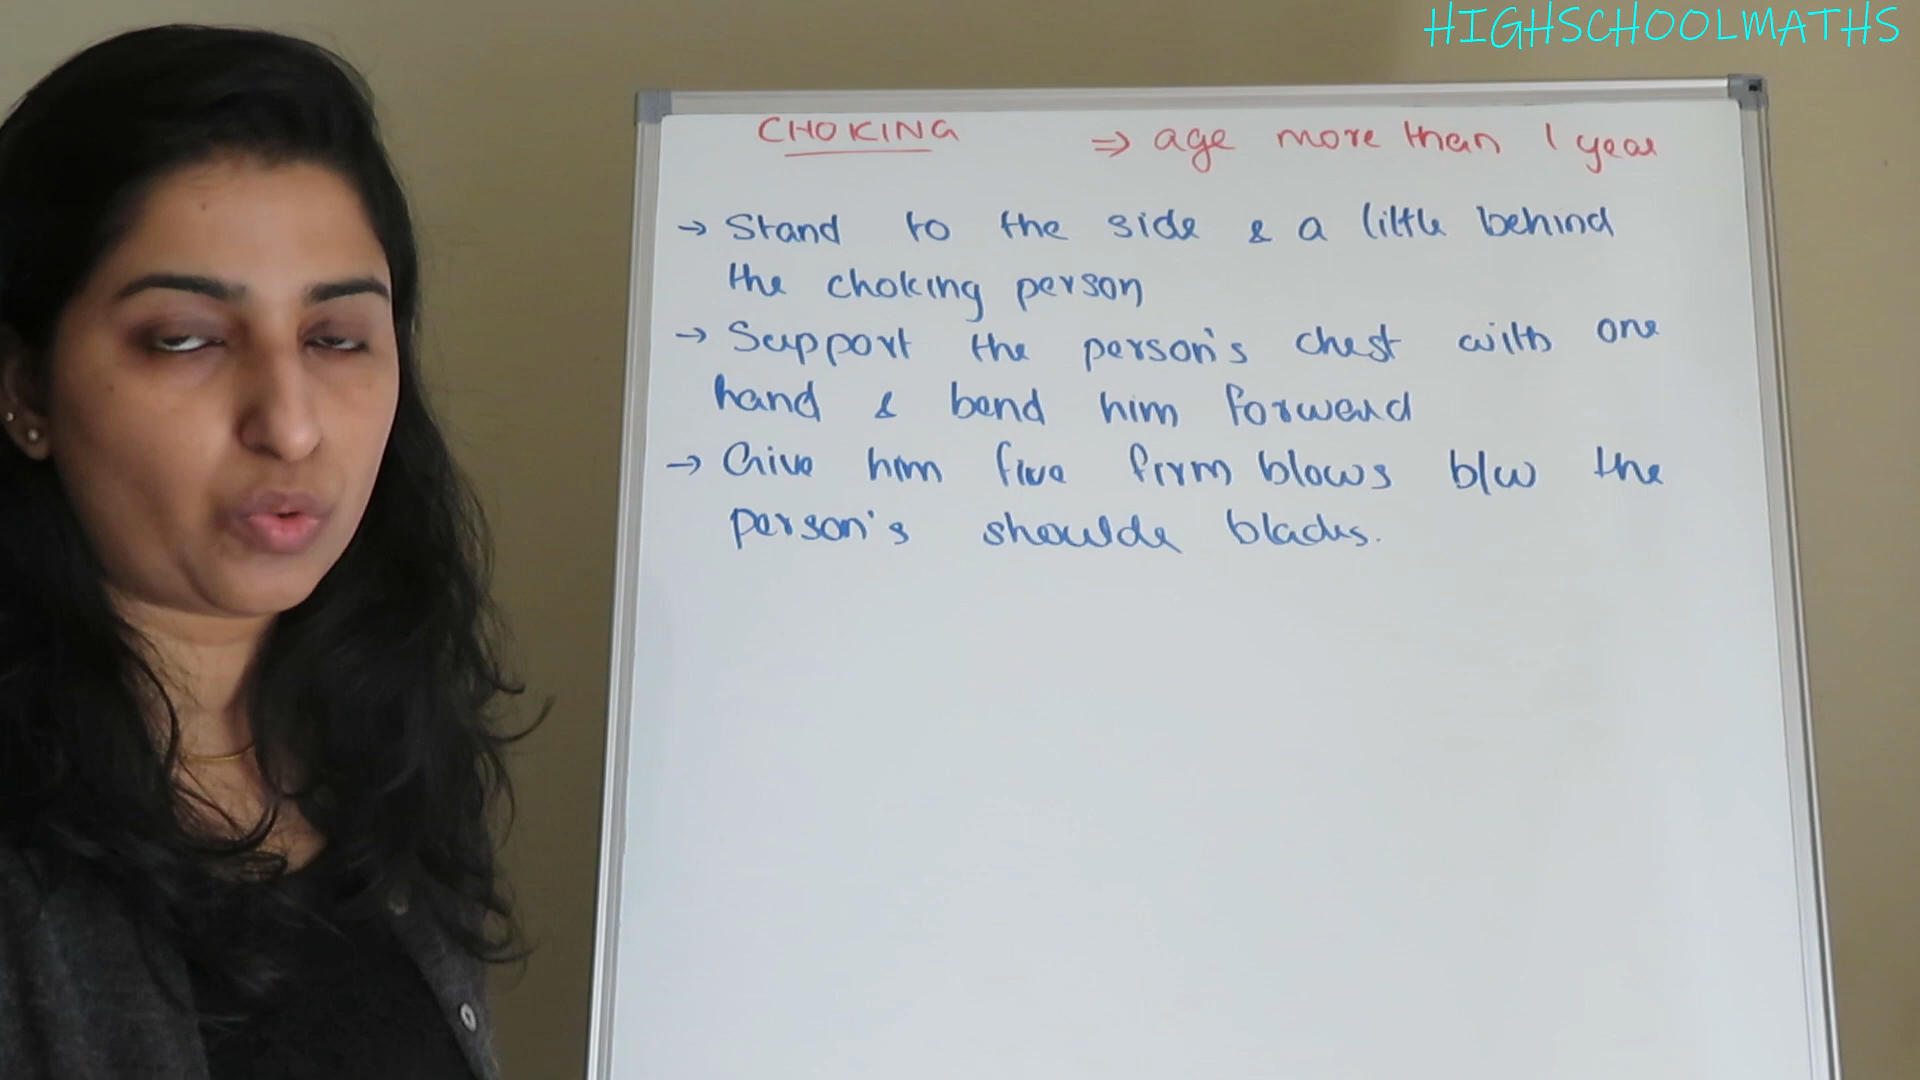 HIGHSCHOOLMATHS
CHOKING ⇒ age more than 1 year
→ Stand to the side & a little behind
the choking person
→ Support the person's chest with one
hand & bend him forward
→ Give him five firm blows b/w the
person's shoulder blades.